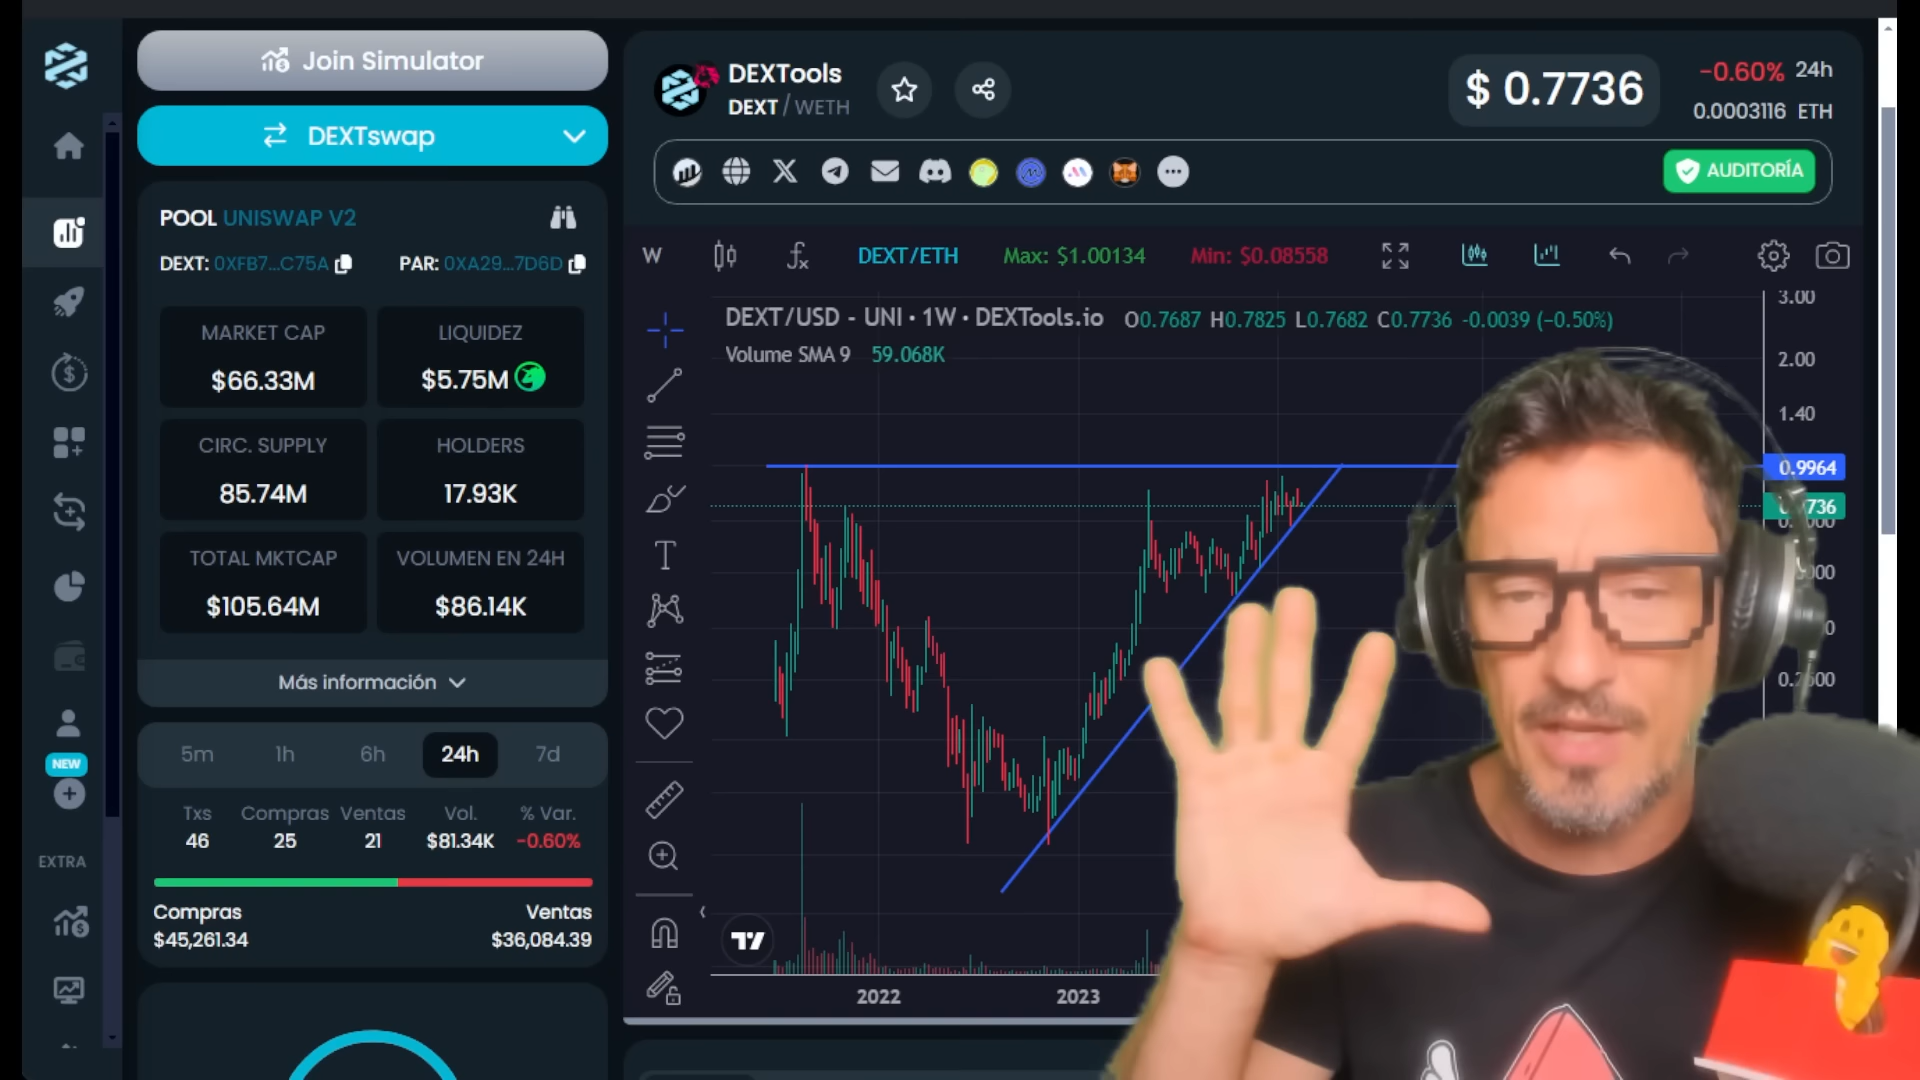 Join Simulator
DEXTswap
POOL UNISWAP V2
DEXT: 0XFB7...C75A PAR: 0XA29...7D6D
MARKET CAP
$66.33M
LIQUIDEZ
$5.75M
CIRC. SUPPLY
85.74M
HOLDERS
17.93K
TOTAL MKTCAP
$105.64M
VOLUMEN EN 24H
$86.14K
Más información
5m 1h 6h 24h 7d
Txs Compras Ventas Vol. % Var.
46 25 21 $81.34K -0.60%
Compras Ventas
$45,261.34 $36,084.39
NEW
EXTRA
DEXTools
DEXT / WETH
$ 0.7736
-0.60% 24h
0.0003116 ETH
AUDITORÍA
W DEXT/ETH Max: $1.00134 Min: $0.08558
DEXT/USD - UNI • 1W • DEXTools.io O0.7687 H0.7825 L0.7682 C0.7736 -0.0039 (-0.50%)
Volume SMA 9 59.068K
3.00
2.00
1.40
0.9964
2022 2023